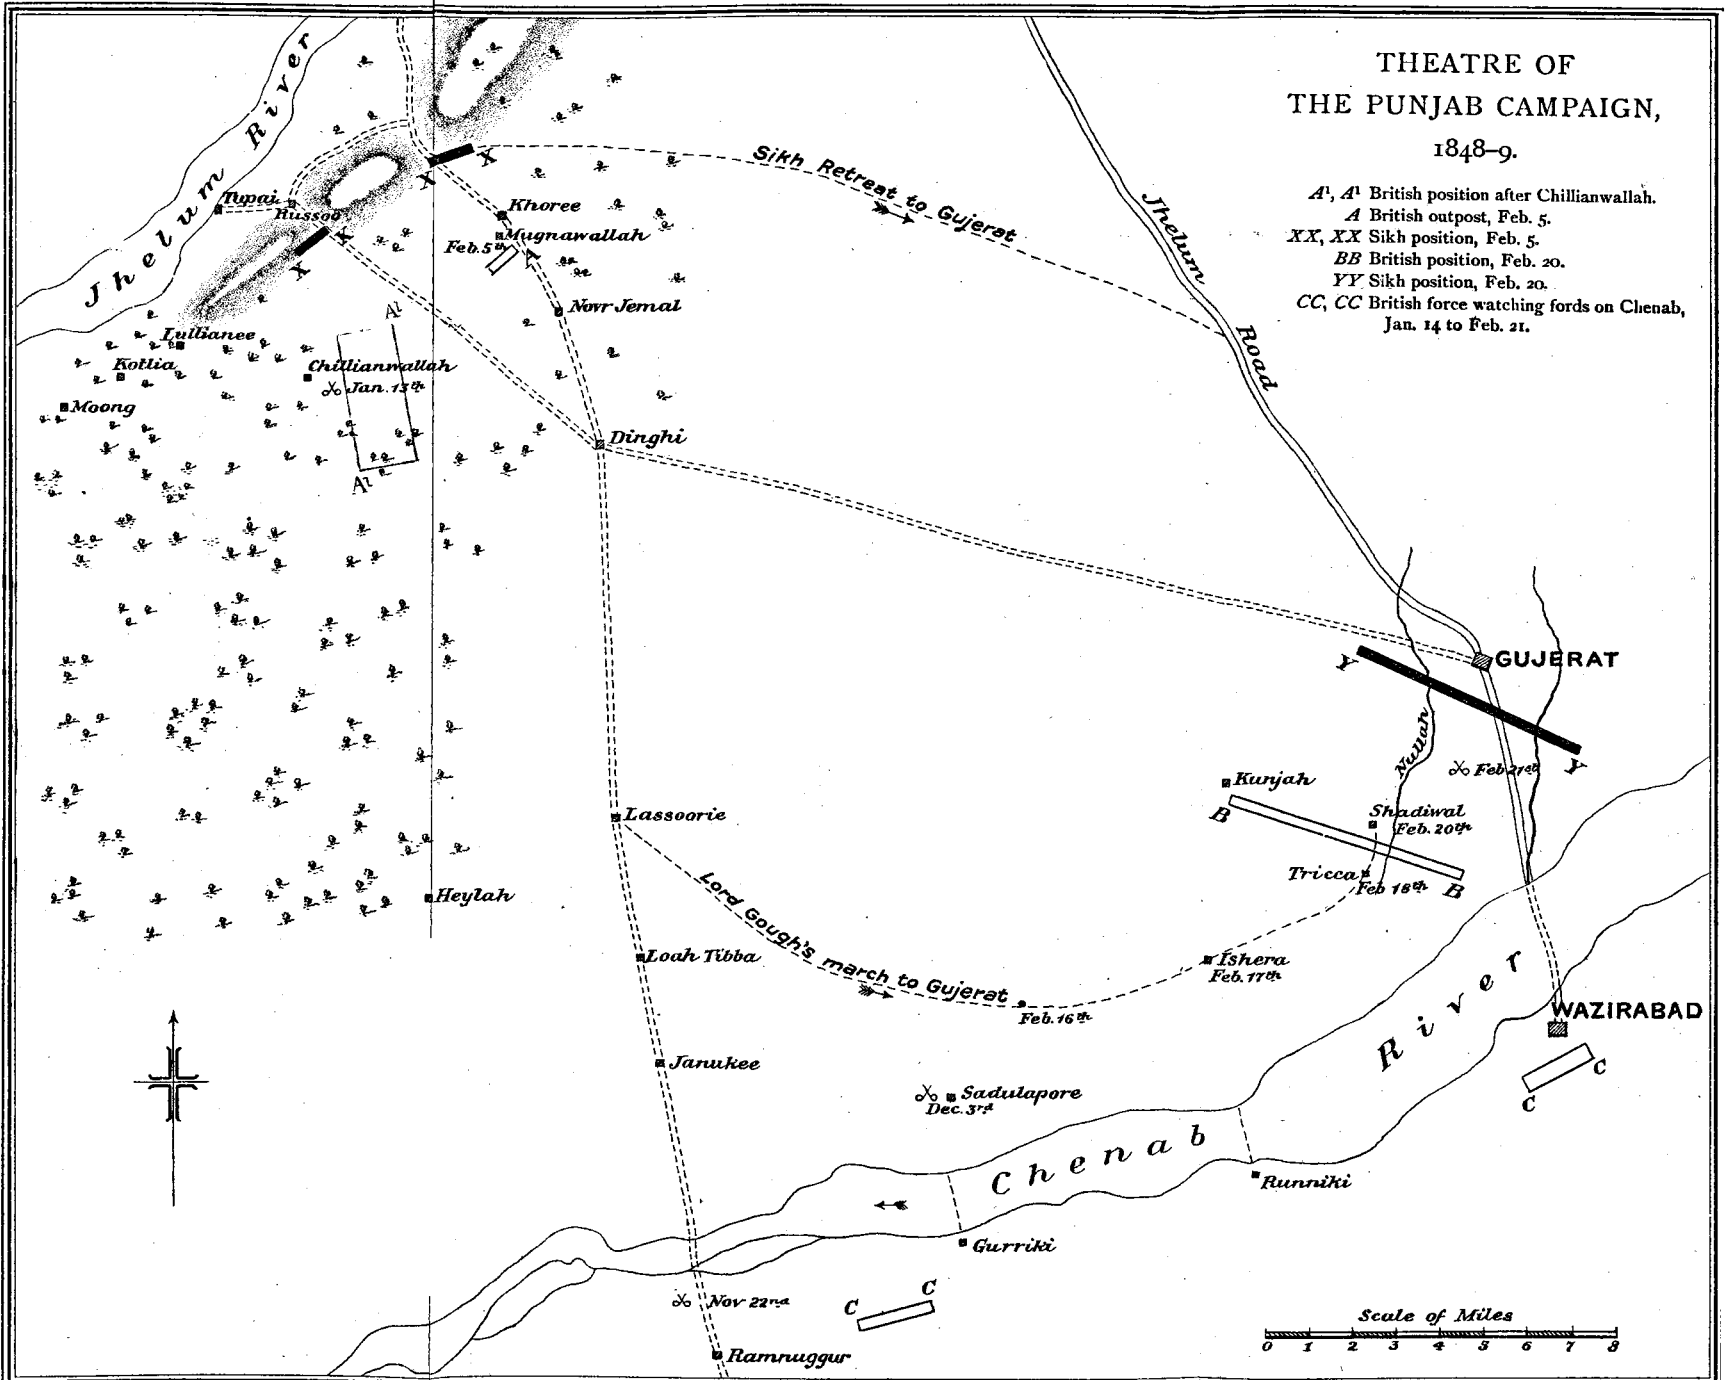 THEATRE OF
THE PUNJAB CAMPAIGN,
1848-9.
A¹, A¹ British position after Chillianwallah.
A British outpost, Feb. 5.
XX, XX Sikh position, Feb. 5.
BB British position, Feb. 20.
YY Sikh position, Feb. 20.
CC, CC British force watching fords on Chenab,
Jan. 14 to Feb. 21.
Jhelum River
Tupai
Russoo
X
X
X
X
Khoree
Mugnawallah
Feb. 5th
A
Sikh Retreat to Gujerat
Jhelum Road
Nowr Jemal
A¹
Lullianee
Kotlia
Chillianwallah
Jan. 13th
Moong
Dinghi
A¹
GUJERAT
Y
Y
Nullah
Feb 21st
Kunjah
B
Shadiwal
Feb. 20th
Lassoorie
Tricca
Feb 18th
B
Heylah
Lord Gough's march to Gujerat
Loah Tibba
Ishera
Feb. 17th
Feb. 16th
WAZIRABAD
C
C
Janukee
Sadulapore
Dec. 3rd
Chenab River
Runniki
Gurriki
C
C
Nov 22nd
Ramnuggur
Scale of Miles
0 1 2 3 4 5 6 7 8